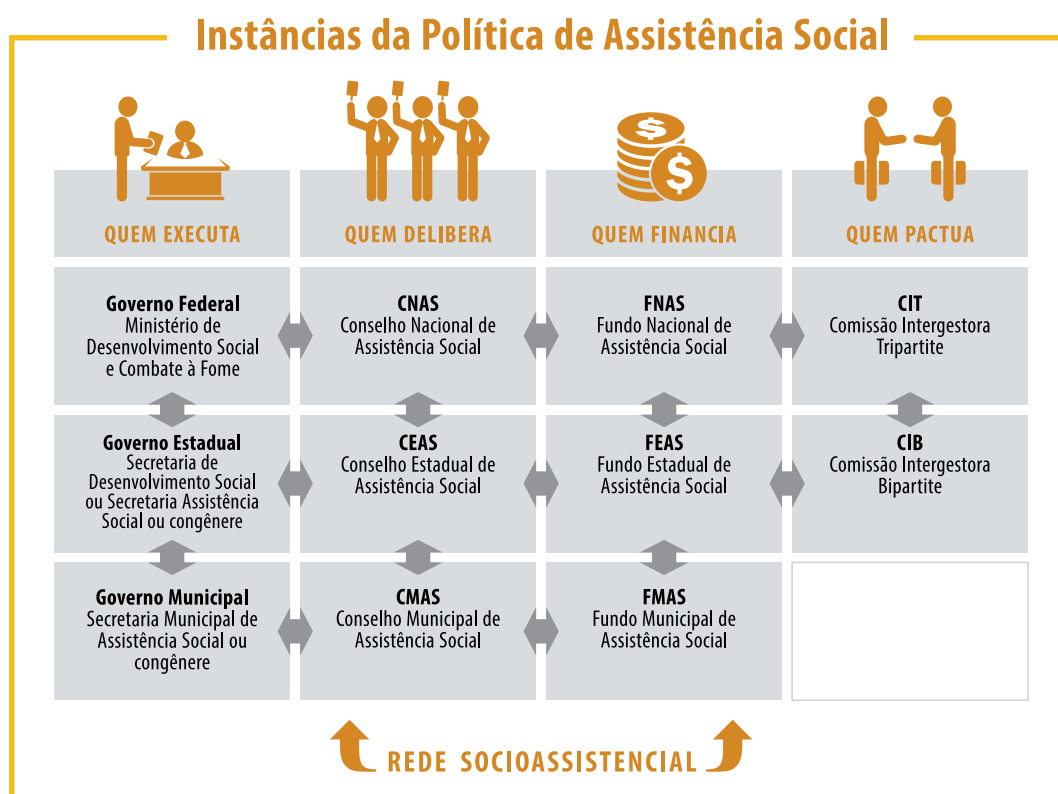 Instâncias da Política de Assistência Social
QUEM EXECUTA
QUEM DELIBERA
QUEM FINANCIA
QUEM PACTUA
Governo Federal
Ministério de
Desenvolvimento Social
e Combate à Fome
CNAS
Conselho Nacional de
Assistência Social
FNAS
Fundo Nacional de
Assistência Social
CIT
Comissão Intergestora
Tripartite
Governo Estadual
Secretaria de
Desenvolvimento Social
ou Secretaria Assistência
Social ou congênere
CEAS
Conselho Estadual de
Assistência Social
FEAS
Fundo Estadual de
Assistência Social
CIB
Comissão Intergestora
Bipartite
Governo Municipal
Secretaria Municipal de
Assistência Social ou
congênere
CMAS
Conselho Municipal de
Assistência Social
FMAS
Fundo Municipal de
Assistência Social
REDE SOCIOASSISTENCIAL